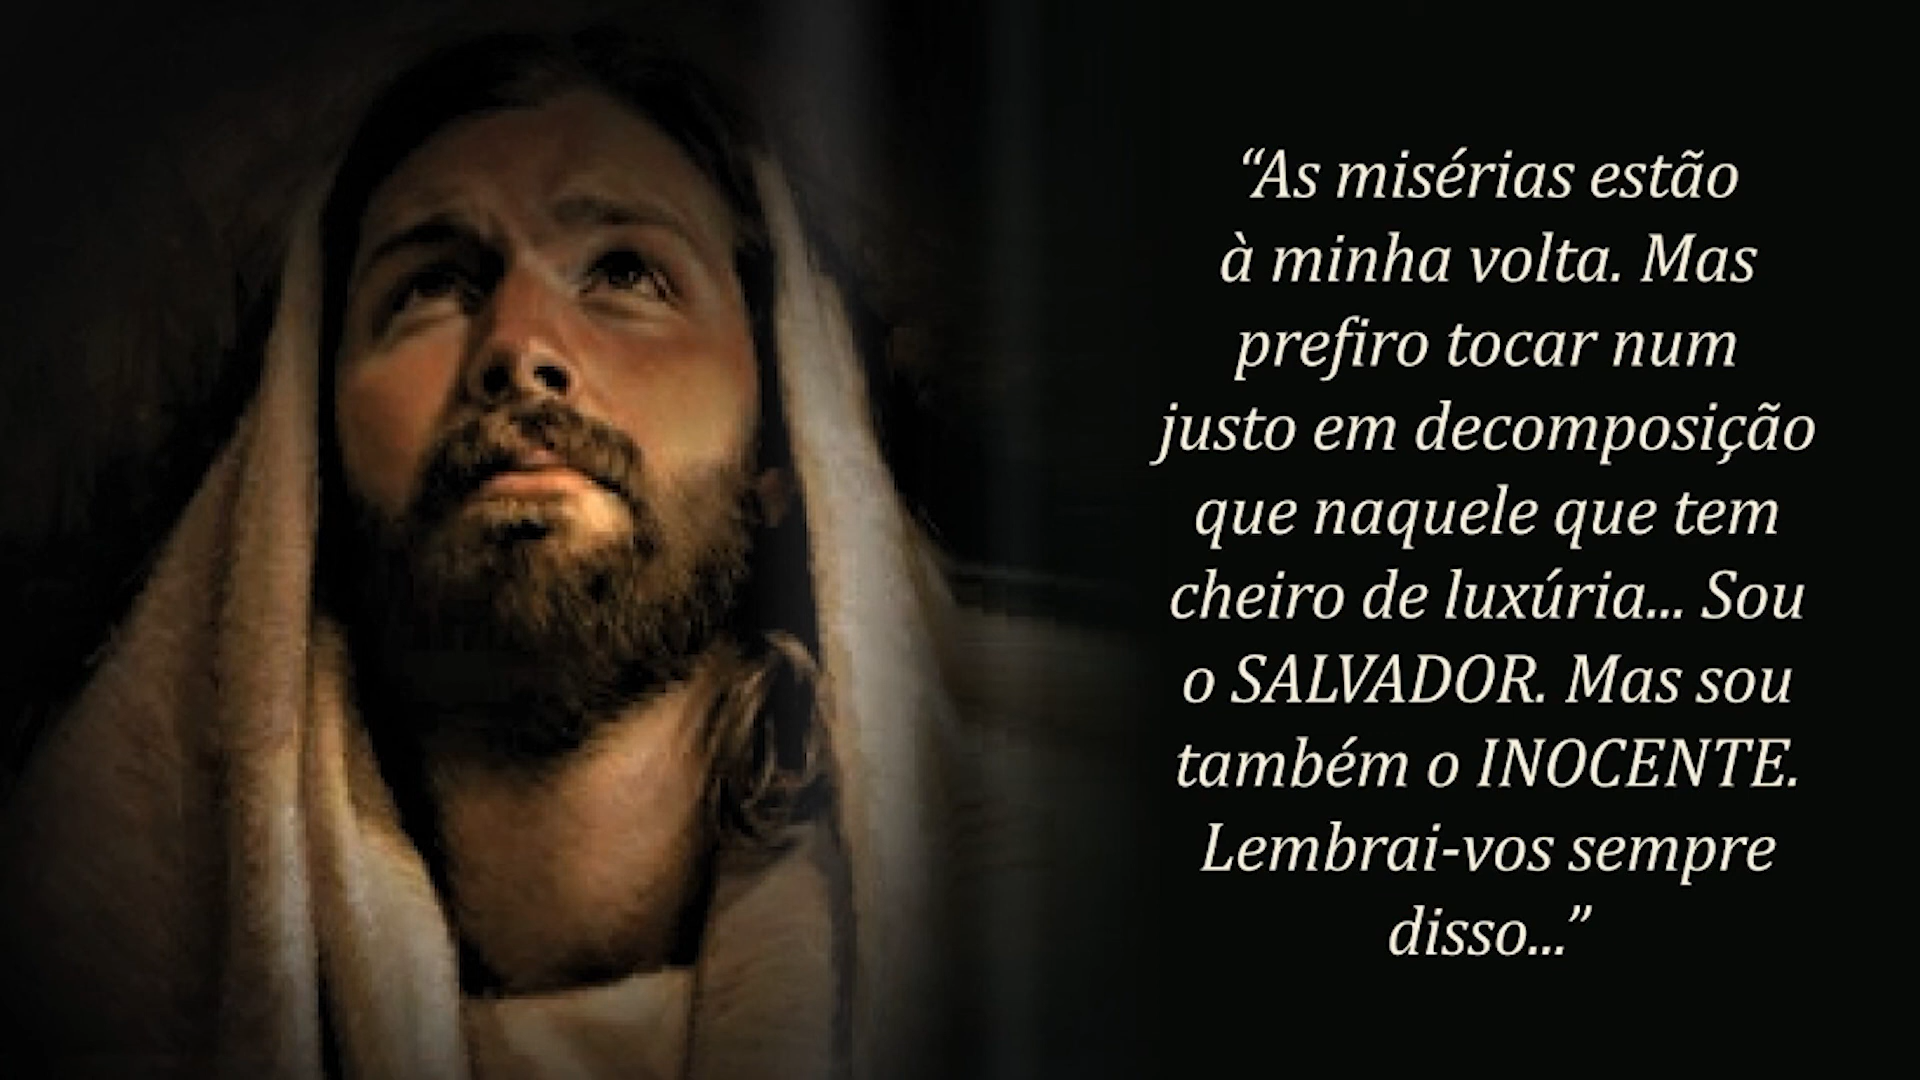 “As misérias estão
à minha volta. Mas
prefiro tocar num
justo em decomposição
que naquele que tem
cheiro de luxúria... Sou
o SALVADOR. Mas sou
também o INOCENTE.
Lembrai-vos sempre
disso...”